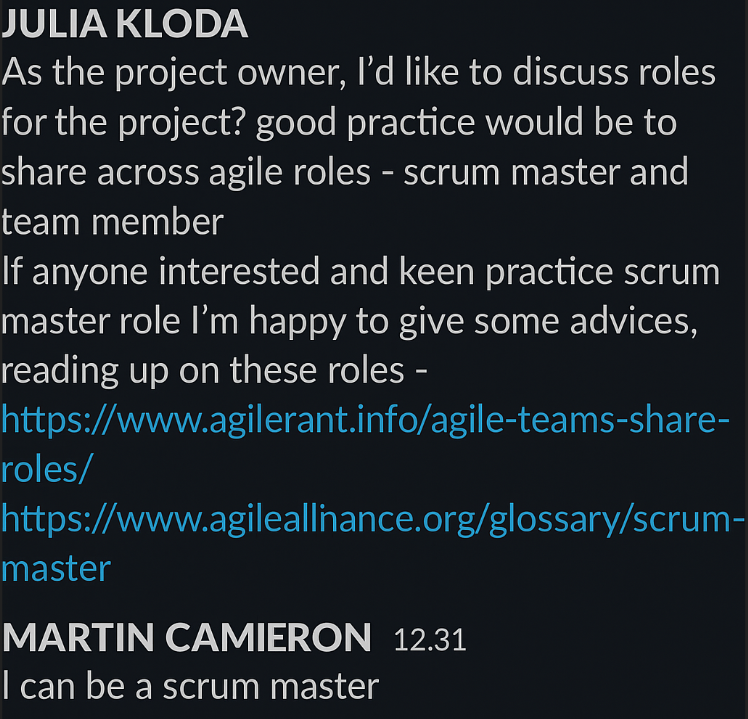 JULIA KLODA
As the project owner, I'd like to discuss roles
for the project? good practice would be to
share across agile roles - scrum master and
team member
If anyone interested and keen practice scrum
master role I'm happy to give some advices,
reading up on these roles -
https://www.agilerant.info/agile-teams-share-
roles/
https://www.agileallhance.org/glossary/scrum-
master
MARTIN CAMIERON 12.31
I can be a scrum master